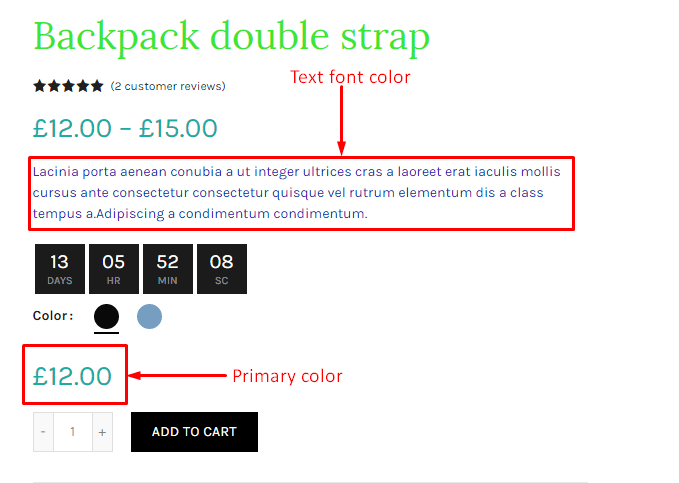 Backpack double strap
(2 customer reviews)
Text font color
£12.00 – £15.00
Lacinia porta aenean conubia a ut integer ultrices cras a laoreet erat iaculis mollis
cursus ante consectetur consectetur quisque vel rutrum elementum dis a class
tempus a.Adipiscing a condimentum condimentum.
13 05 52 08
DAYS HR MIN SC
Color:
£12.00
Primary color
- 1 +
ADD TO CART